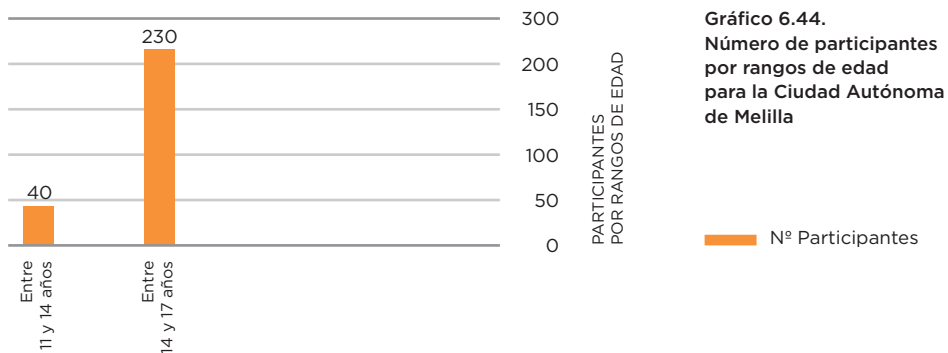 Gráfico 6.44.
Número de participantes
por rangos de edad
para la Ciudad Autónoma
de Melilla
300
200
150
100
50
0
PARTICIPANTES
POR RANGOS DE EDAD
40
230
Entre
11 y 14 años
Entre
14 y 17 años
Nº Participantes